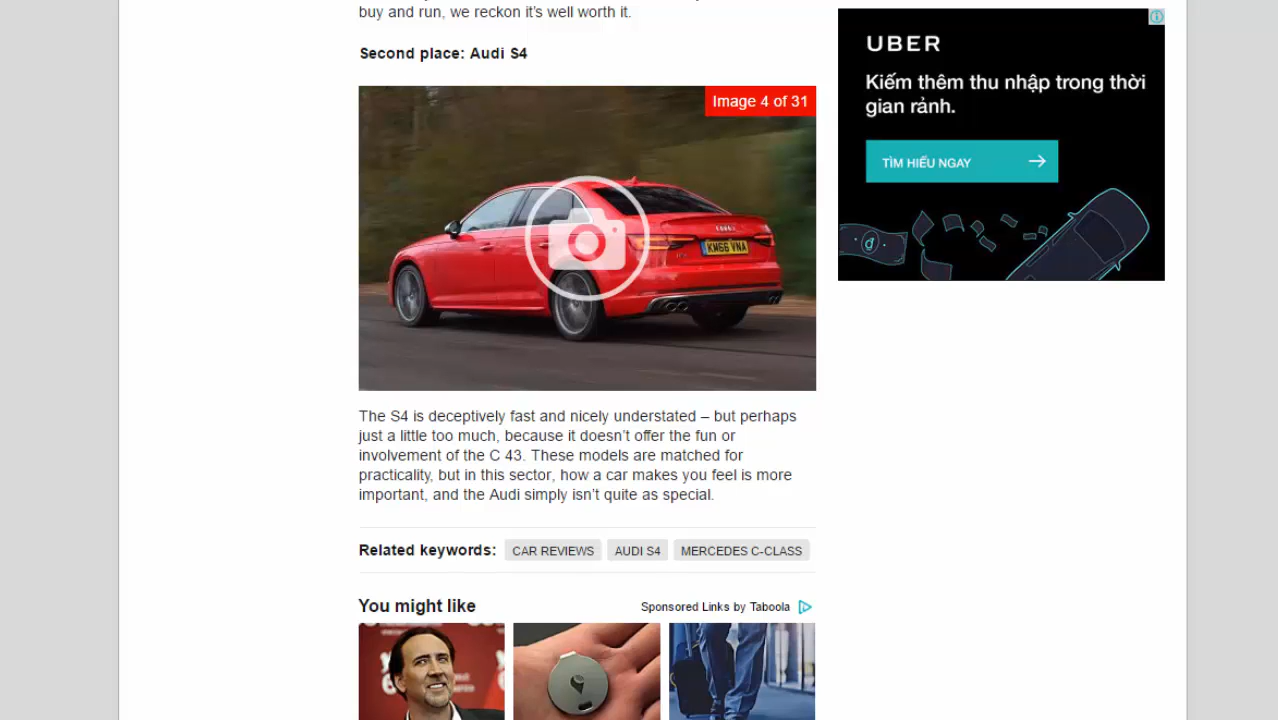 buy and run, we reckon it's well worth it.
Second place: Audi S4
Image 4 of 31
KM66 VNA
The S4 is deceptively fast and nicely understated – but perhaps
just a little too much, because it doesn't offer the fun or
involvement of the C 43. These models are matched for
practicality, but in this sector, how a car makes you feel is more
important, and the Audi simply isn't quite as special.
Related keywords: CAR REVIEWS AUDI S4 MERCEDES C-CLASS
You might like
Sponsored Links by Taboola
UBER
Kiếm thêm thu nhập trong thời
gian rảnh.
TÌM HIỂU NGAY